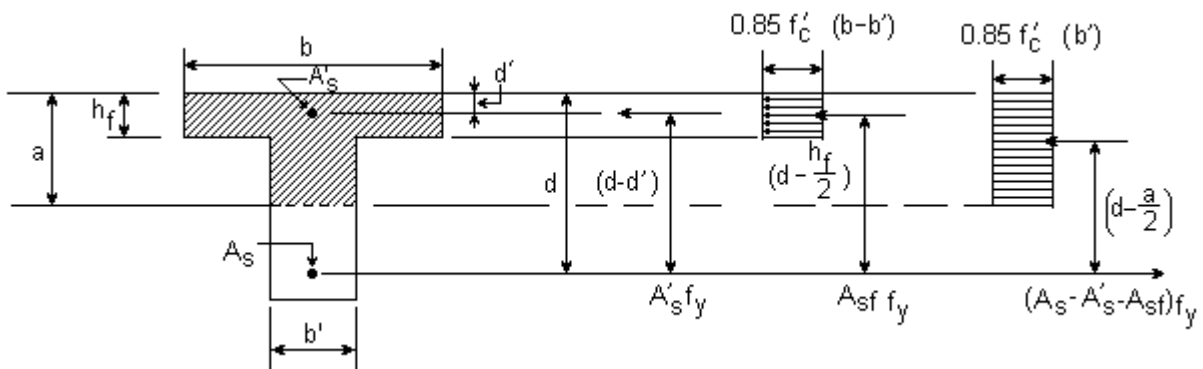 0.85 f'c (b-b')
0.85 f'c (b')
b
A's
d'
hf
a
d
(d-d')
(d-hf/2)
(d-a/2)
As
A's fy
Asf fy
(As-A's-Asf)fy
b'